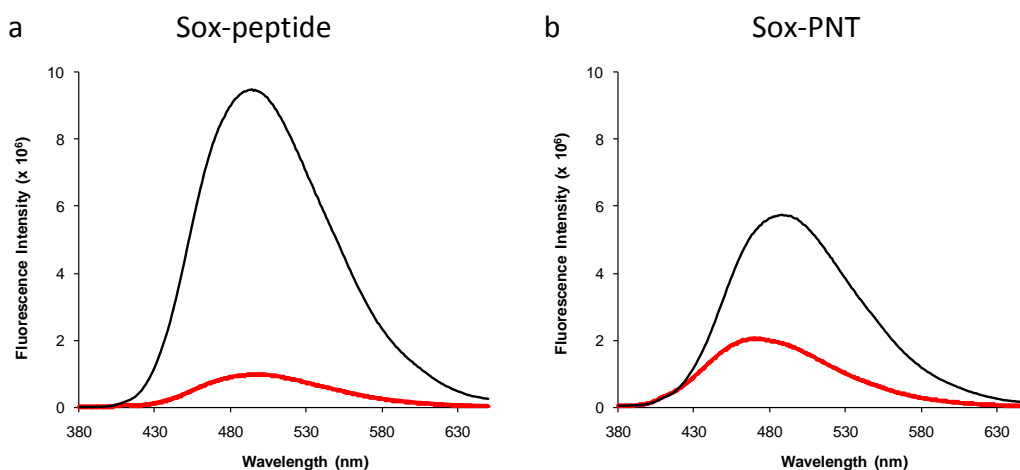 a
Sox-peptide
10
8
6
4
2
0
Fluorescence Intensity (x 10⁶)
380 430 480 530 580 630
Wavelength (nm)
b
Sox-PNT
10
8
6
4
2
0
Fluorescence Intensity (x 10⁶)
380 430 480 530 580 630
Wavelength (nm)